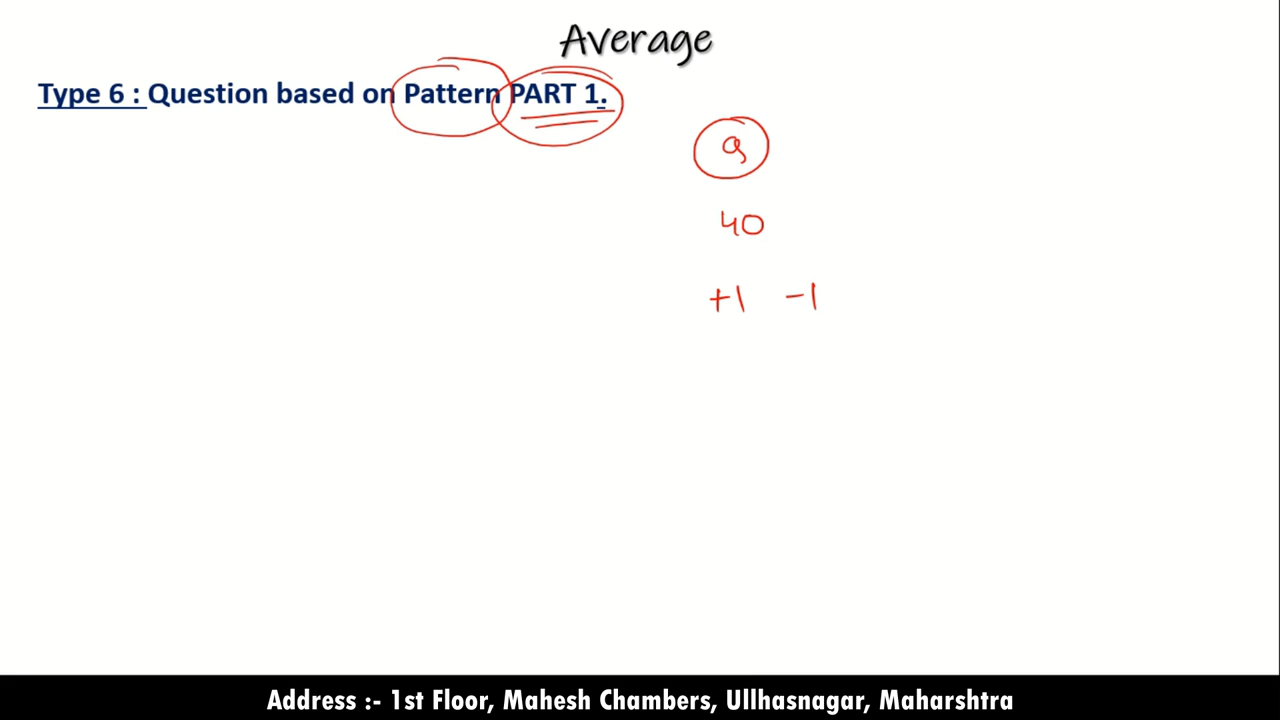 Average
Type 6 : Question based on Pattern PART 1.
9
40
+1 -1
Address :- 1st Floor, Mahesh Chambers, Ullhasnagar, Maharshtra